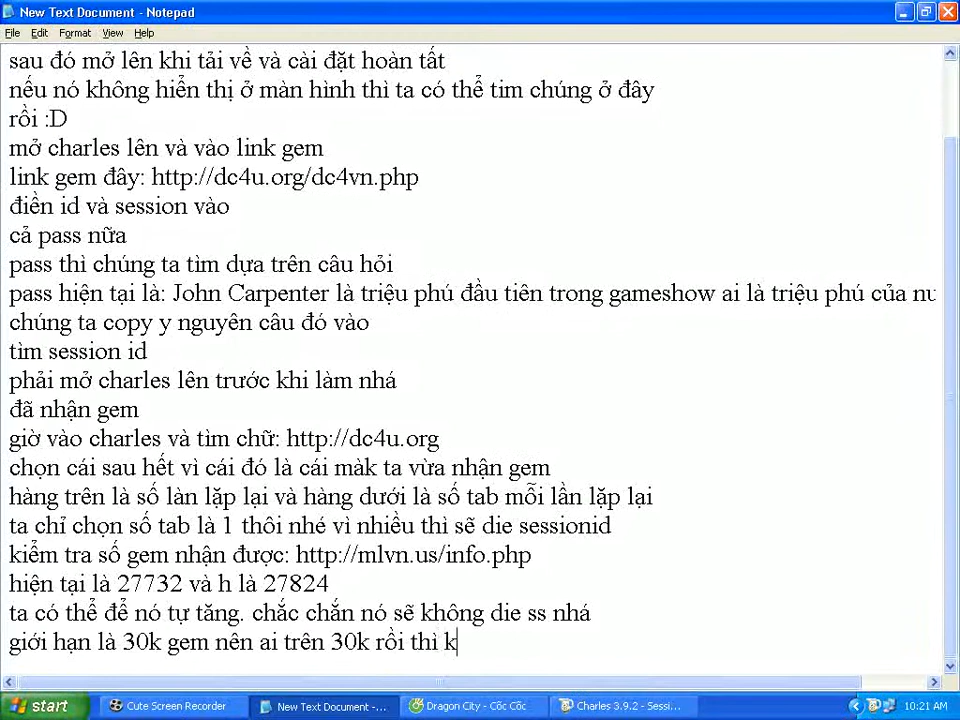 New Text Document - Notepad
File Edit Format View Help
sau đó mở lên khi tải về và cài đặt hoàn tất
nếu nó không hiển thị ở màn hình thì ta có thể tim chúng ở đây
rồi :D
mở charles lên và vào link gem
link gem đây: http://dc4u.org/dc4vn.php
điền id và session vào
cả pass nữa
pass thì chúng ta tìm dựa trên câu hỏi
pass hiện tại là: John Carpenter là triệu phú đầu tiên trong gameshow ai là triệu phú của nu
chúng ta copy y nguyên câu đó vào
tìm session id
phải mở charles lên trước khi làm nhá
đã nhận gem
giờ vào charles và tìm chữ: http://dc4u.org
chọn cái sau hết vì cái đó là cái màk ta vừa nhận gem
hàng trên là số làn lặp lại và hàng dưới là số tab mỗi lần lặp lại
ta chỉ chọn số tab là 1 thôi nhé vì nhiều thì sẽ die sessionid
kiểm tra số gem nhận được: http://mlvn.us/info.php
hiện tại là 27732 và h là 27824
ta có thể để nó tự tăng. chắc chắn nó sẽ không die ss nhá
giới hạn là 30k gem nên ai trên 30k rồi thì k
start Cute Screen Recorder New Text Document -... Dragon City - Cốc Cốc Charles 3.9.2 - Sessi... 10:21 AM